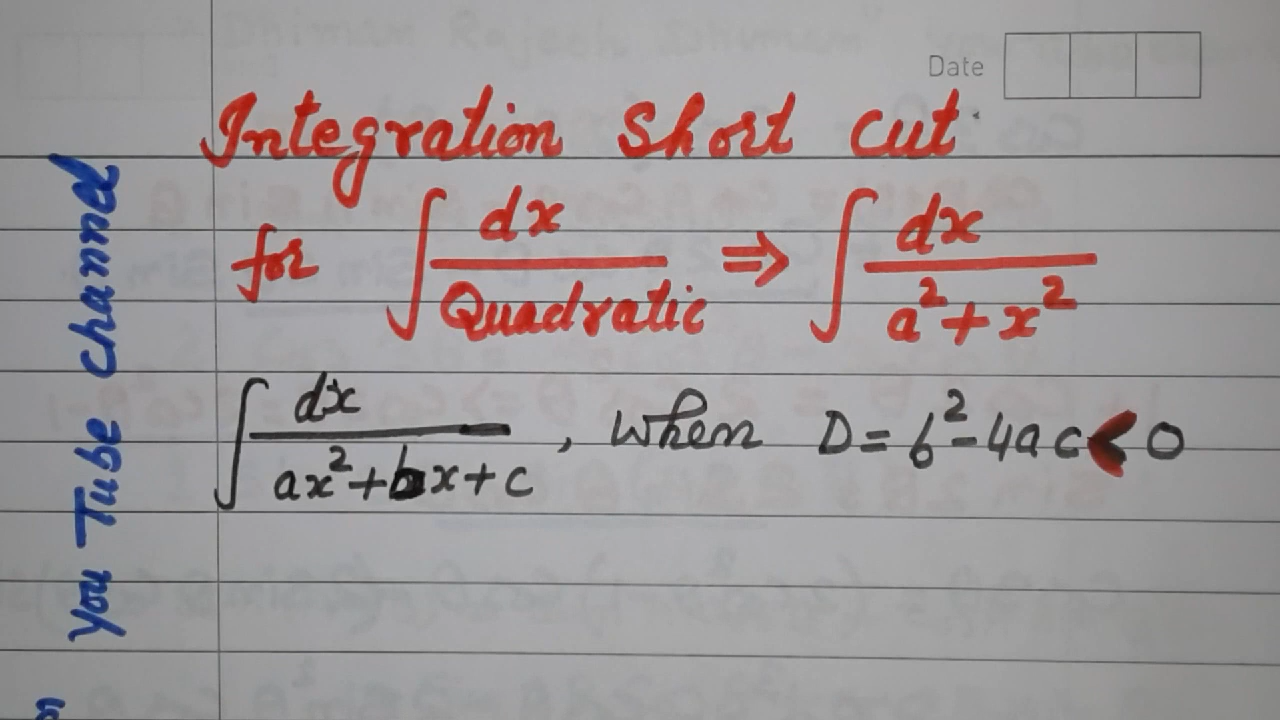 Date
Integration Short cut
for ∫ dx / Quadratic ⇒ ∫ dx / a² + x²
∫ dx / ax² + bx + c , when D = b² - 4ac < 0
You Tube channel